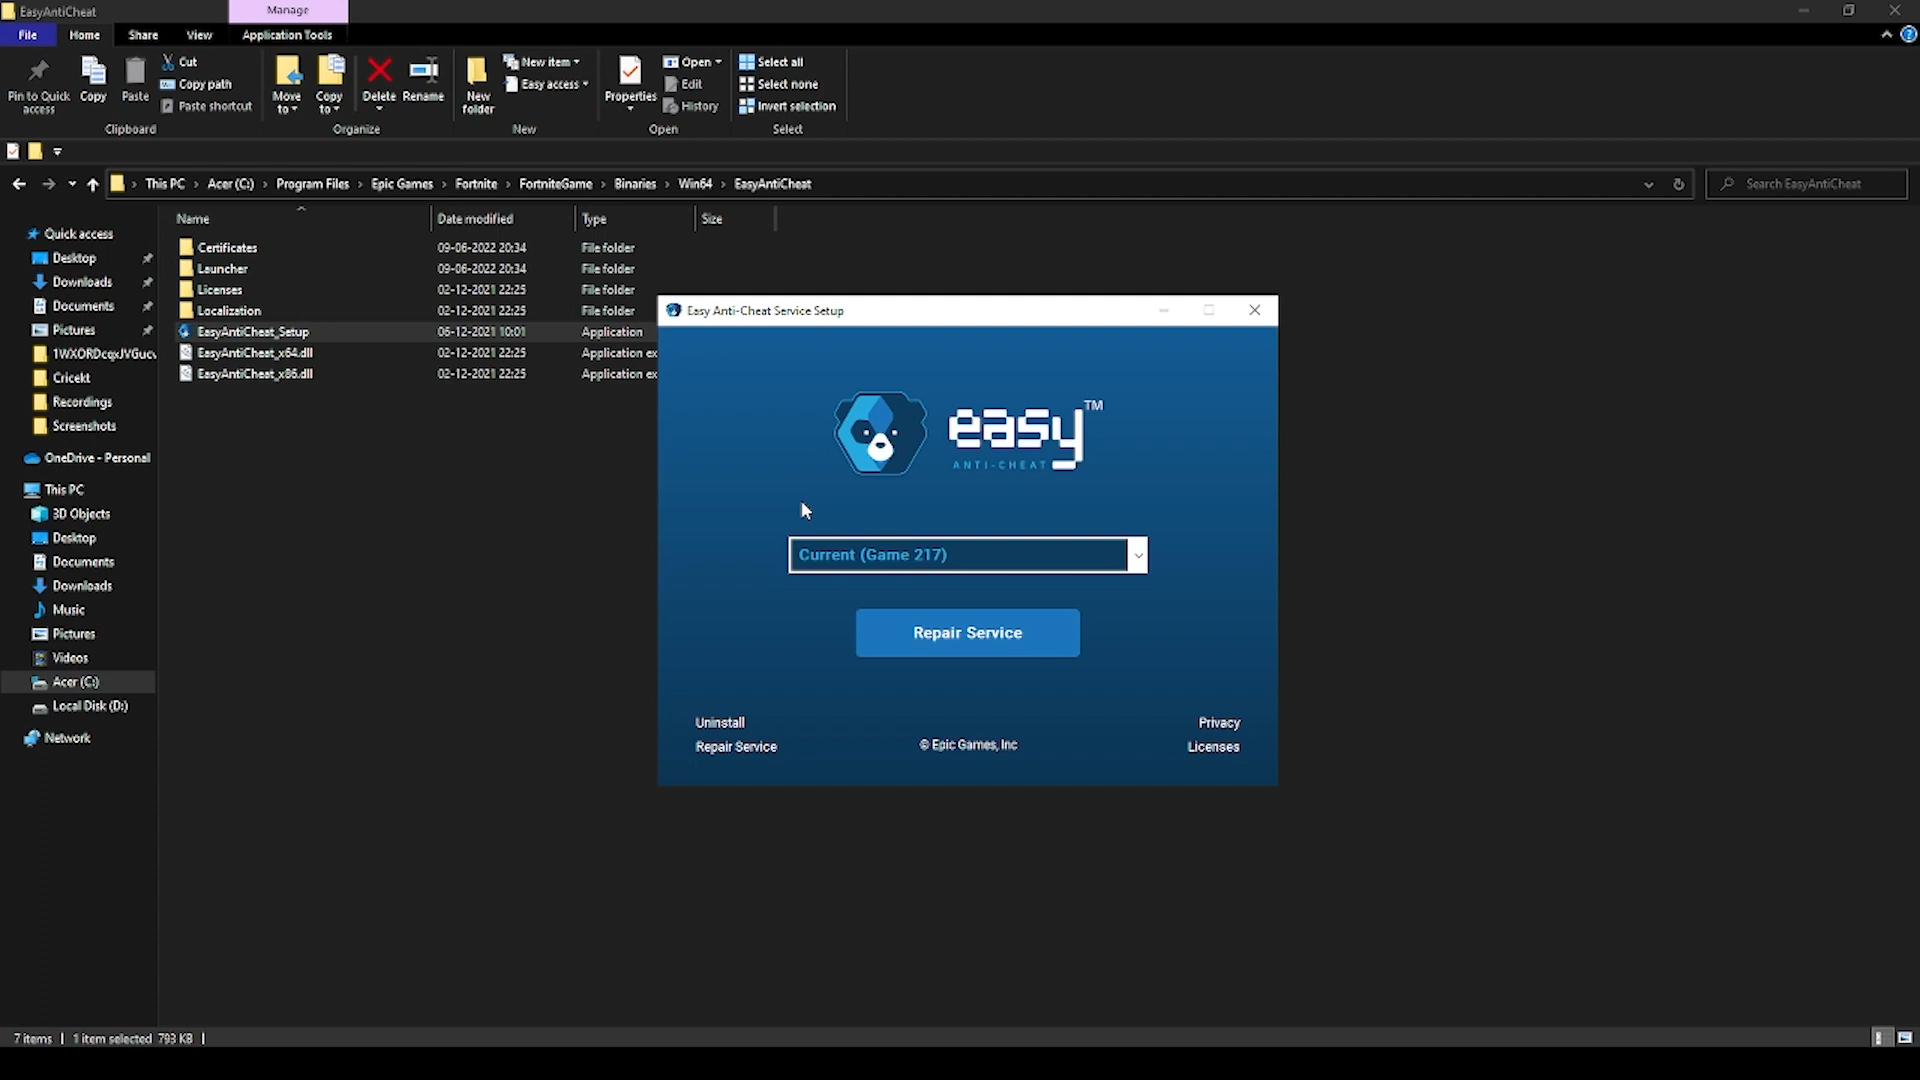 EasyAntiCheat
Manage
File Home Share View Application Tools
Pin to Quick access
Copy
Paste
Cut
Copy path
Paste shortcut
Clipboard
Move to
Copy to
Delete
Rename
Organize
New folder
New item
Easy access
New
Properties
Open
Edit
History
Open
Select all
Select none
Invert selection
Select
This PC › Acer (C:) › Program Files › Epic Games › Fortnite › FortniteGame › Binaries › Win64 › EasyAntiCheat
Search EasyAntiCheat
Name Date modified Type Size
Certificates 09-06-2022 20:34 File folder
Launcher 09-06-2022 20:34 File folder
Licenses 02-12-2021 22:25 File folder
Localization 02-12-2021 22:25 File folder
EasyAntiCheat_Setup 06-12-2021 10:01 Application
EasyAntiCheat_x64.dll 02-12-2021 22:25 Application ex
EasyAntiCheat_x86.dll 02-12-2021 22:25 Application ex
Quick access
Desktop
Downloads
Documents
Pictures
Cricekt
Recordings
Screenshots
OneDrive - Personal
This PC
3D Objects
Desktop
Documents
Downloads
Music
Pictures
Videos
Acer (C:)
Local Disk (D:)
Network
Easy Anti-Cheat Service Setup
easy™
ANTI-CHEAT
Current (Game 217)
Repair Service
Uninstall
Repair Service
© Epic Games, Inc
Privacy
Licenses
7 items | 1 item selected 793 KB |